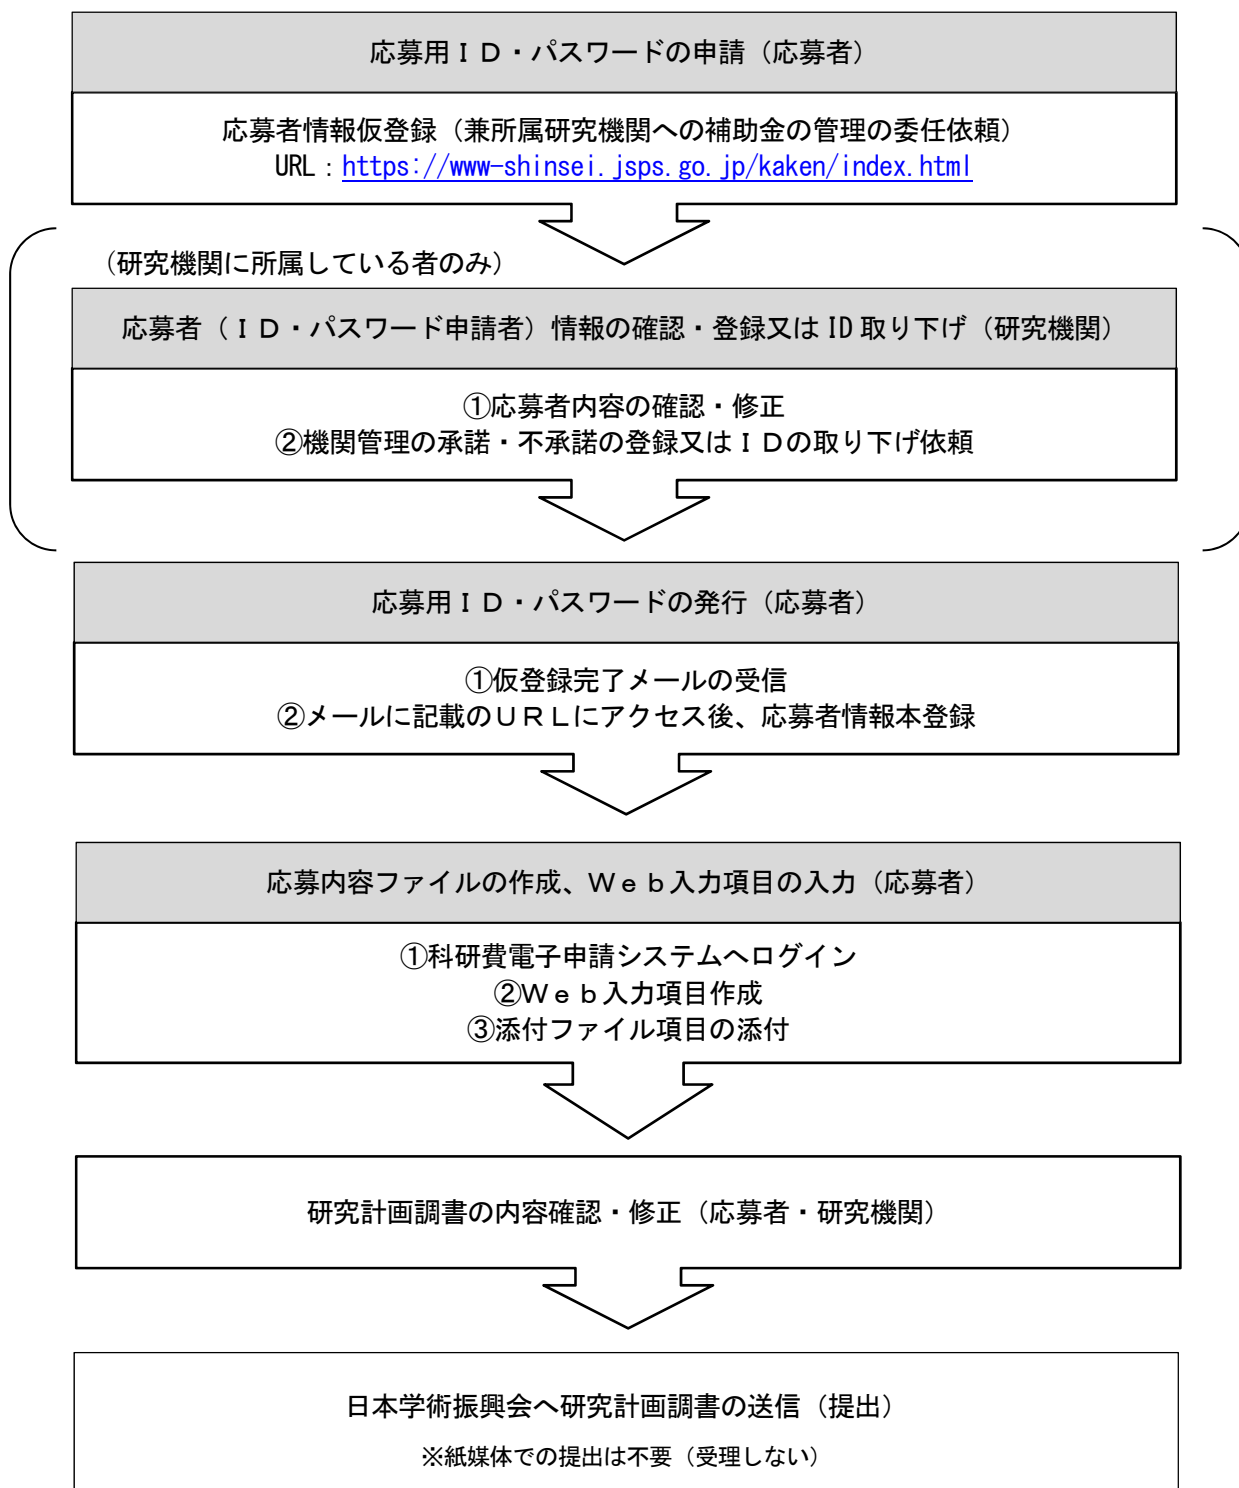 応募用ＩＤ・パスワードの申請（応募者）
応募者情報仮登録（兼所属研究機関への補助金の管理の委任依頼）
URL：https://www-shinsei.jsps.go.jp/kaken/index.html
（研究機関に所属している者のみ）
応募者（ＩＤ・パスワード申請者）情報の確認・登録又は ID 取り下げ（研究機関）
①応募者内容の確認・修正
②機関管理の承諾・不承諾の登録又はＩＤの取り下げ依頼
応募用ＩＤ・パスワードの発行（応募者）
①仮登録完了メールの受信
②メールに記載のＵＲＬにアクセス後、応募者情報本登録
応募内容ファイルの作成、Ｗｅｂ入力項目の入力（応募者）
①科研費電子申請システムへログイン
②Ｗｅｂ入力項目作成
③添付ファイル項目の添付
研究計画調書の内容確認・修正（応募者・研究機関）
日本学術振興会へ研究計画調書の送信（提出）
※紙媒体での提出は不要（受理しない）